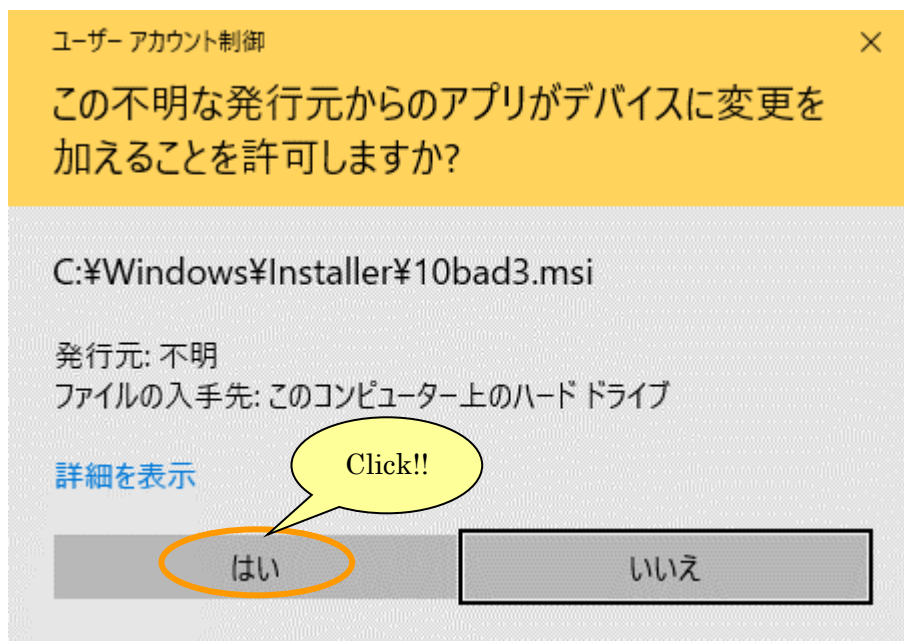 ユーザー アカウント制御
この不明な発行元からのアプリがデバイスに変更を
加えることを許可しますか?
C:¥Windows¥Installer¥10bad3.msi
発行元: 不明
ファイルの入手先: このコンピューター上のハード ドライブ
詳細を表示
Click!!
はい
いいえ